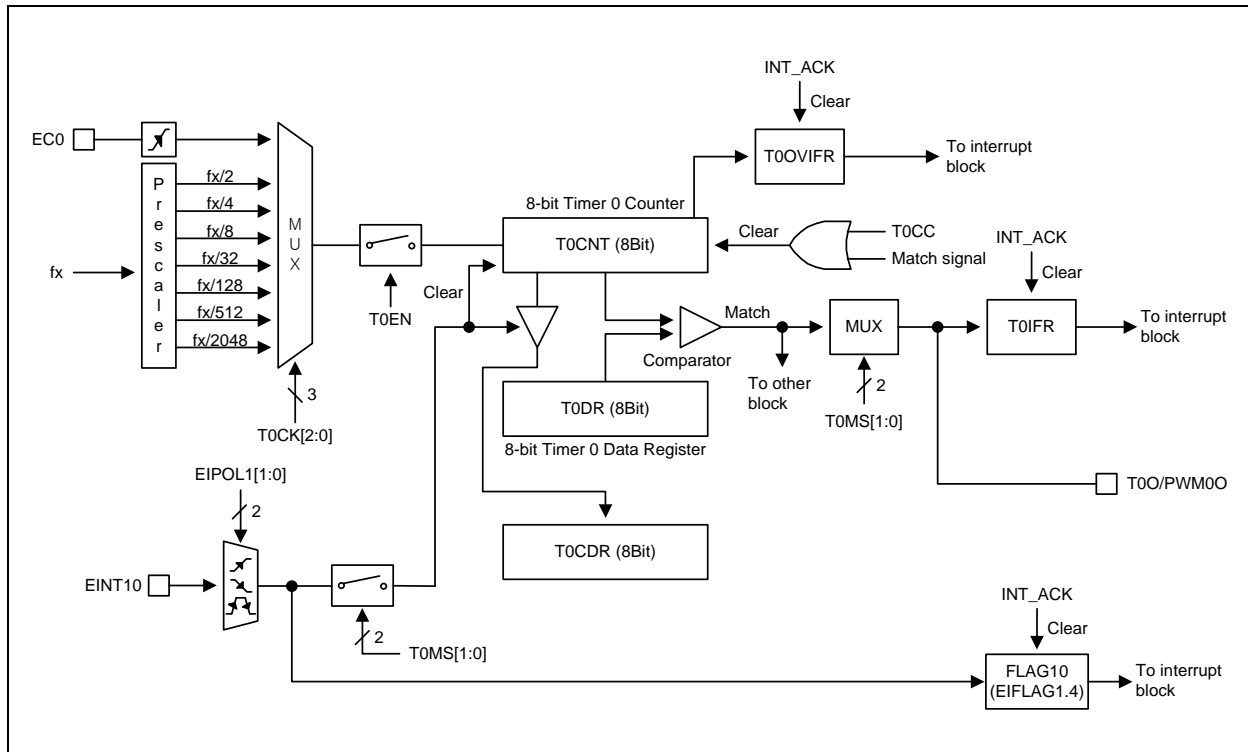 INT_ACK
Clear
EC0
T0OVIFR
To interrupt
block
P
r
e
s
c
a
l
e
r
fx/2
fx/4
fx/8
fx/32
fx/128
fx/512
fx/2048
fx
M
U
X
8-bit Timer 0 Counter
T0CNT (8Bit)
Clear
T0CC
Match signal
INT_ACK
Clear
T0EN
Clear
Match
MUX
T0IFR
To interrupt
block
Comparator
3
T0CK[2:0]
T0DR (8Bit)
To other
block
2
T0MS[1:0]
8-bit Timer 0 Data Register
EIPOL1[1:0]
2
T0O/PWM0O
T0CDR (8Bit)
EINT10
2
T0MS[1:0]
INT_ACK
Clear
FLAG10
(EIFLAG1.4)
To interrupt
block